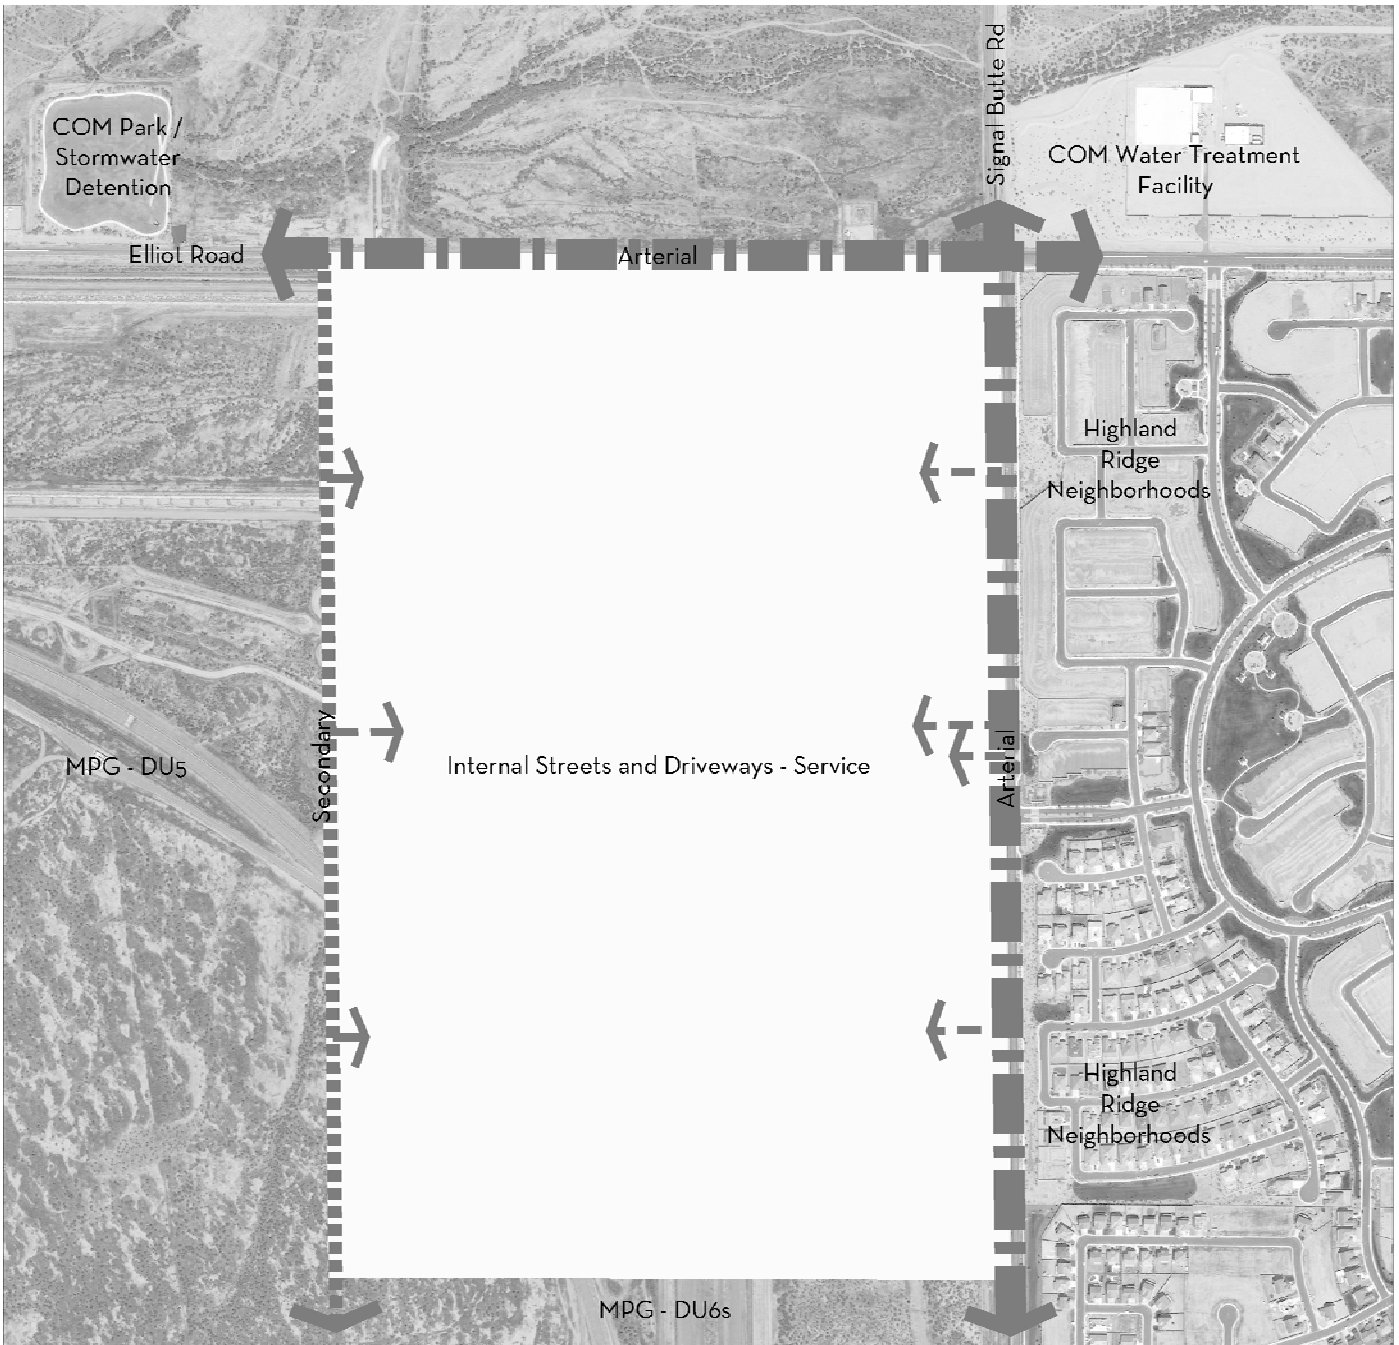 Signal Butte Rd
COM Park /
Stormwater
Detention
COM Water Treatment
Facility
Elliot Road
Arterial
Highland
Ridge
Neighborhoods
Secondary
Arterial
MPG - DU5
Internal Streets and Driveways - Service
Highland
Ridge
Neighborhoods
MPG - DU6s